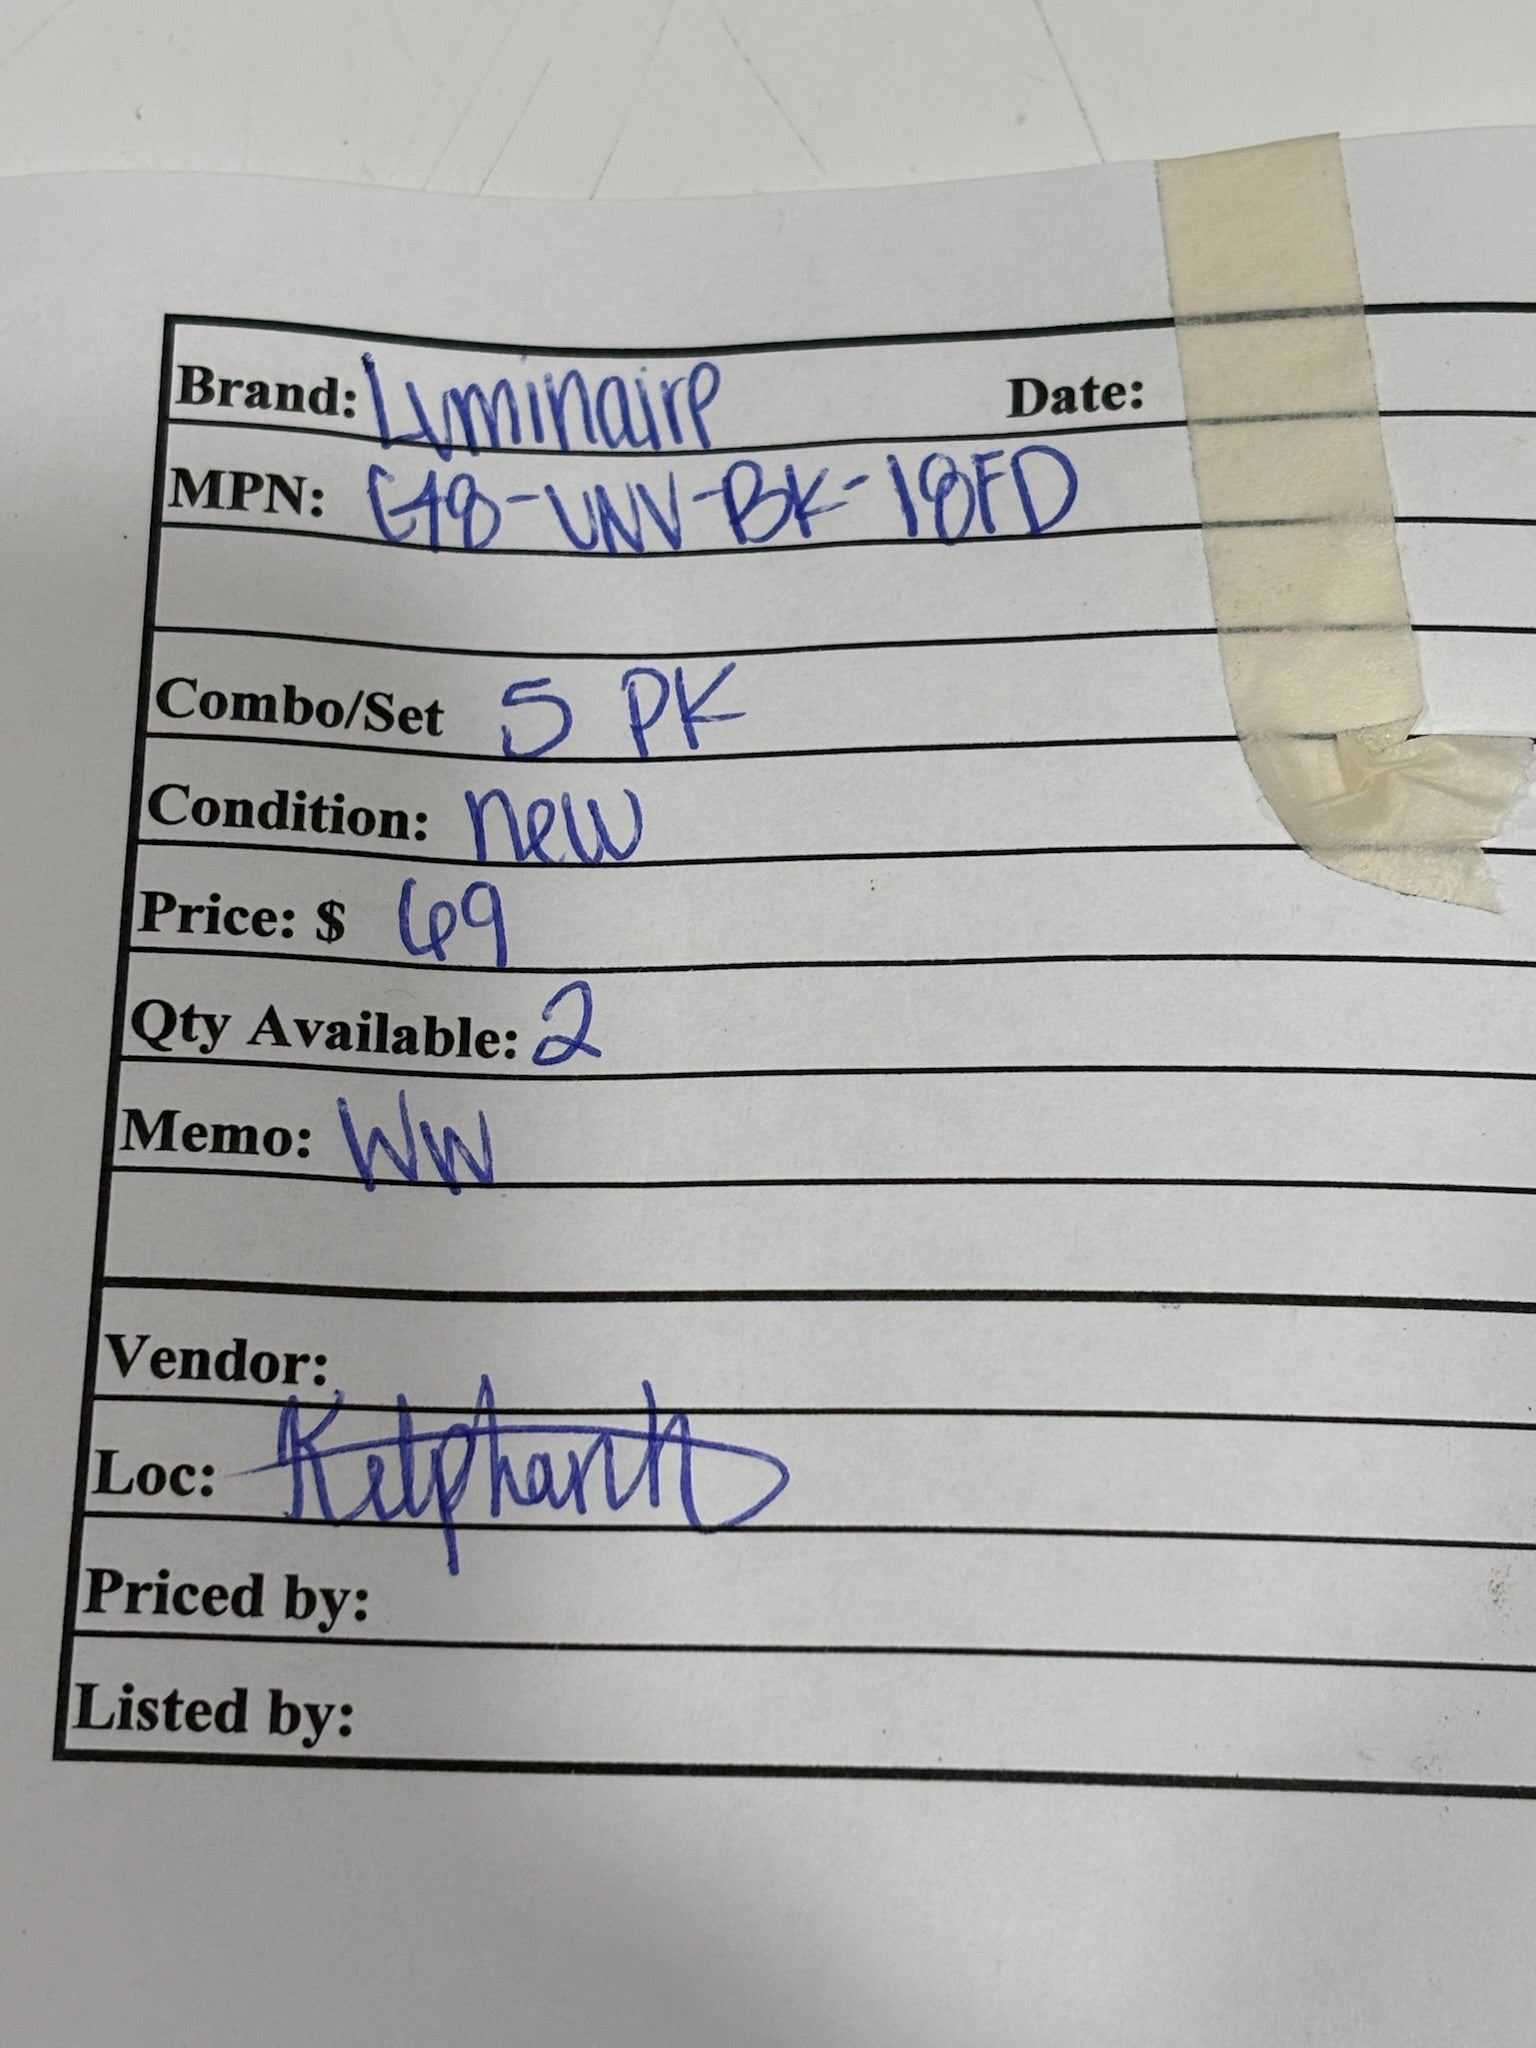 Brand: Luminaire Date:
MPN: G48-UNV-BK-18FD
Combo/Set 5 PK
Condition: new
Price: $ 69
Qty Available: 2
Memo: WW
Vendor:
Loc:
Priced by:
Listed by: